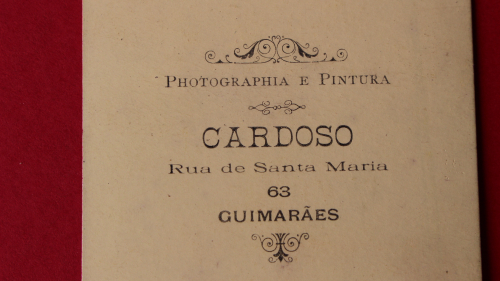 PHOTOGRAPHIA E PINTURA
CARDOSO
Rua de Santa Maria
63
GUIMARÃES